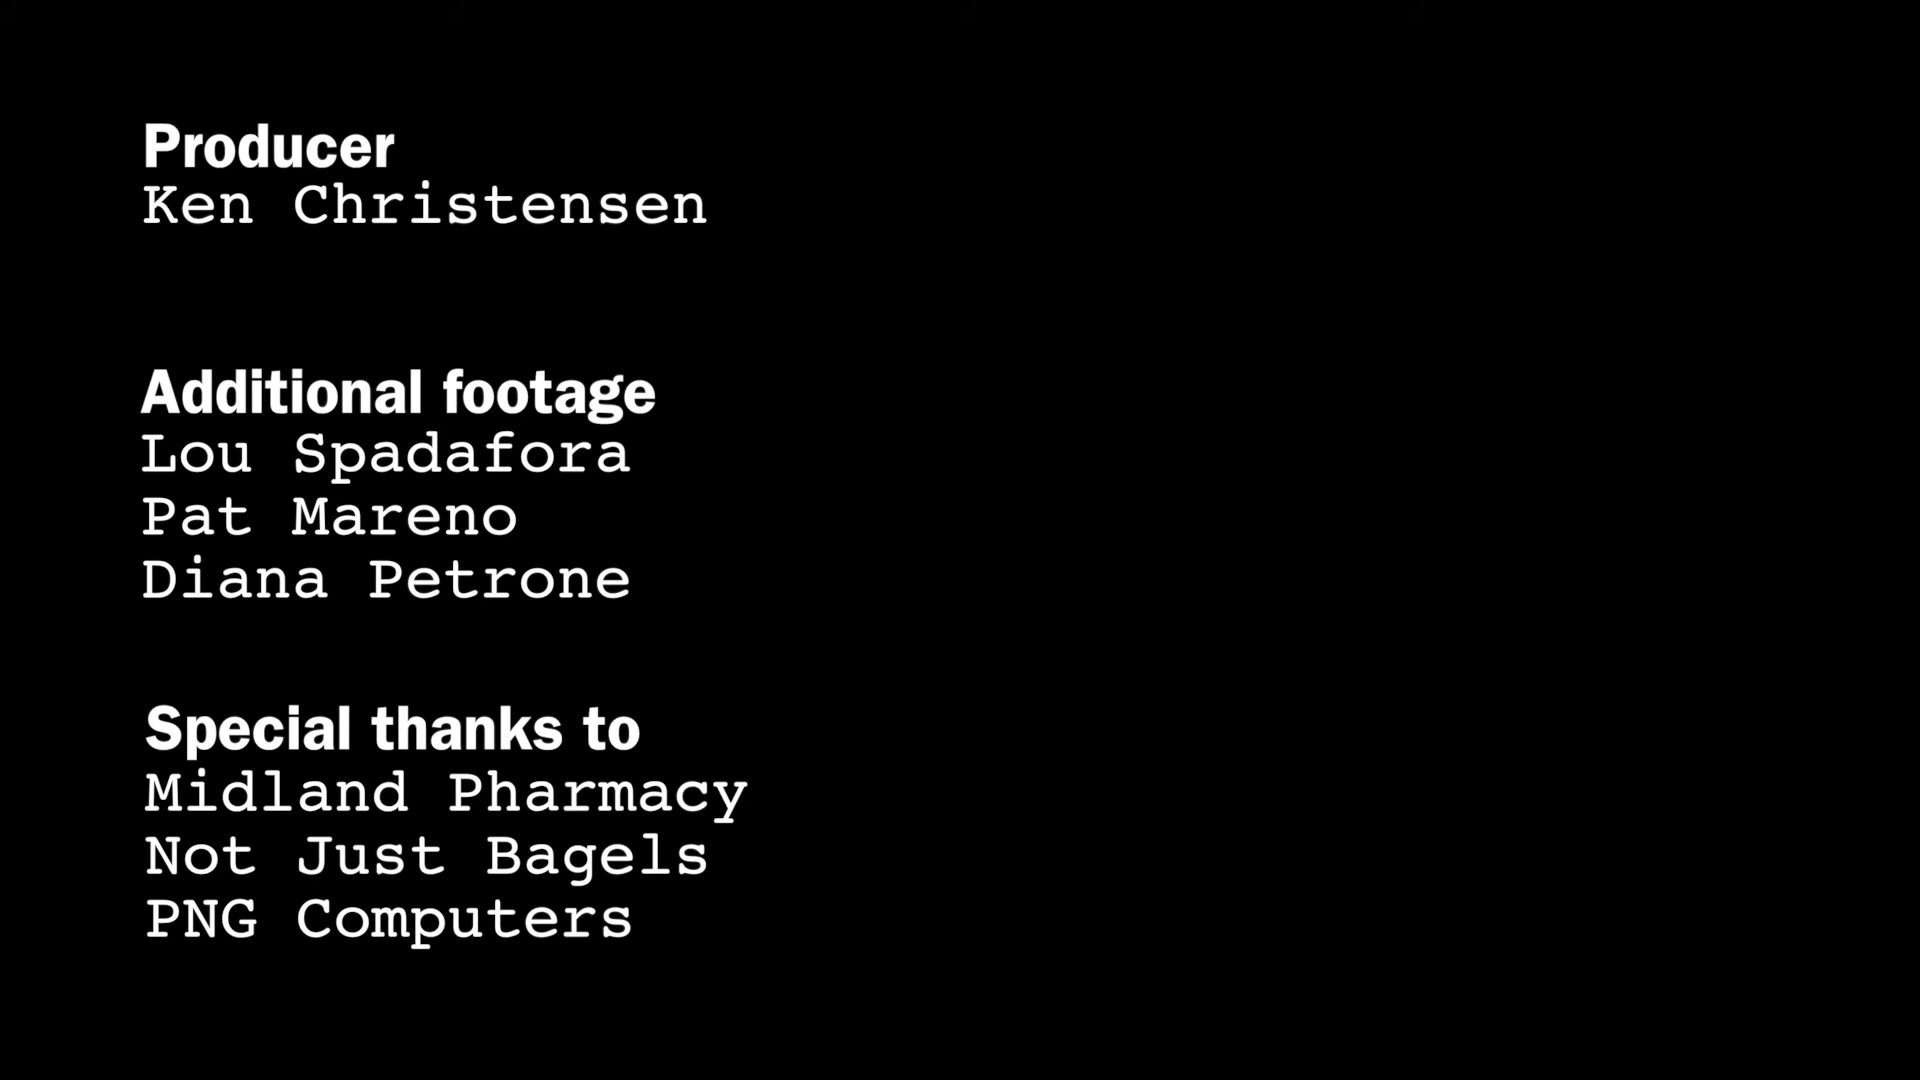 Producer
Ken Christensen
Additional footage
Lou Spadafora
Pat Mareno
Diana Petrone
Special thanks to
Midland Pharmacy
Not Just Bagels
PNG Computers